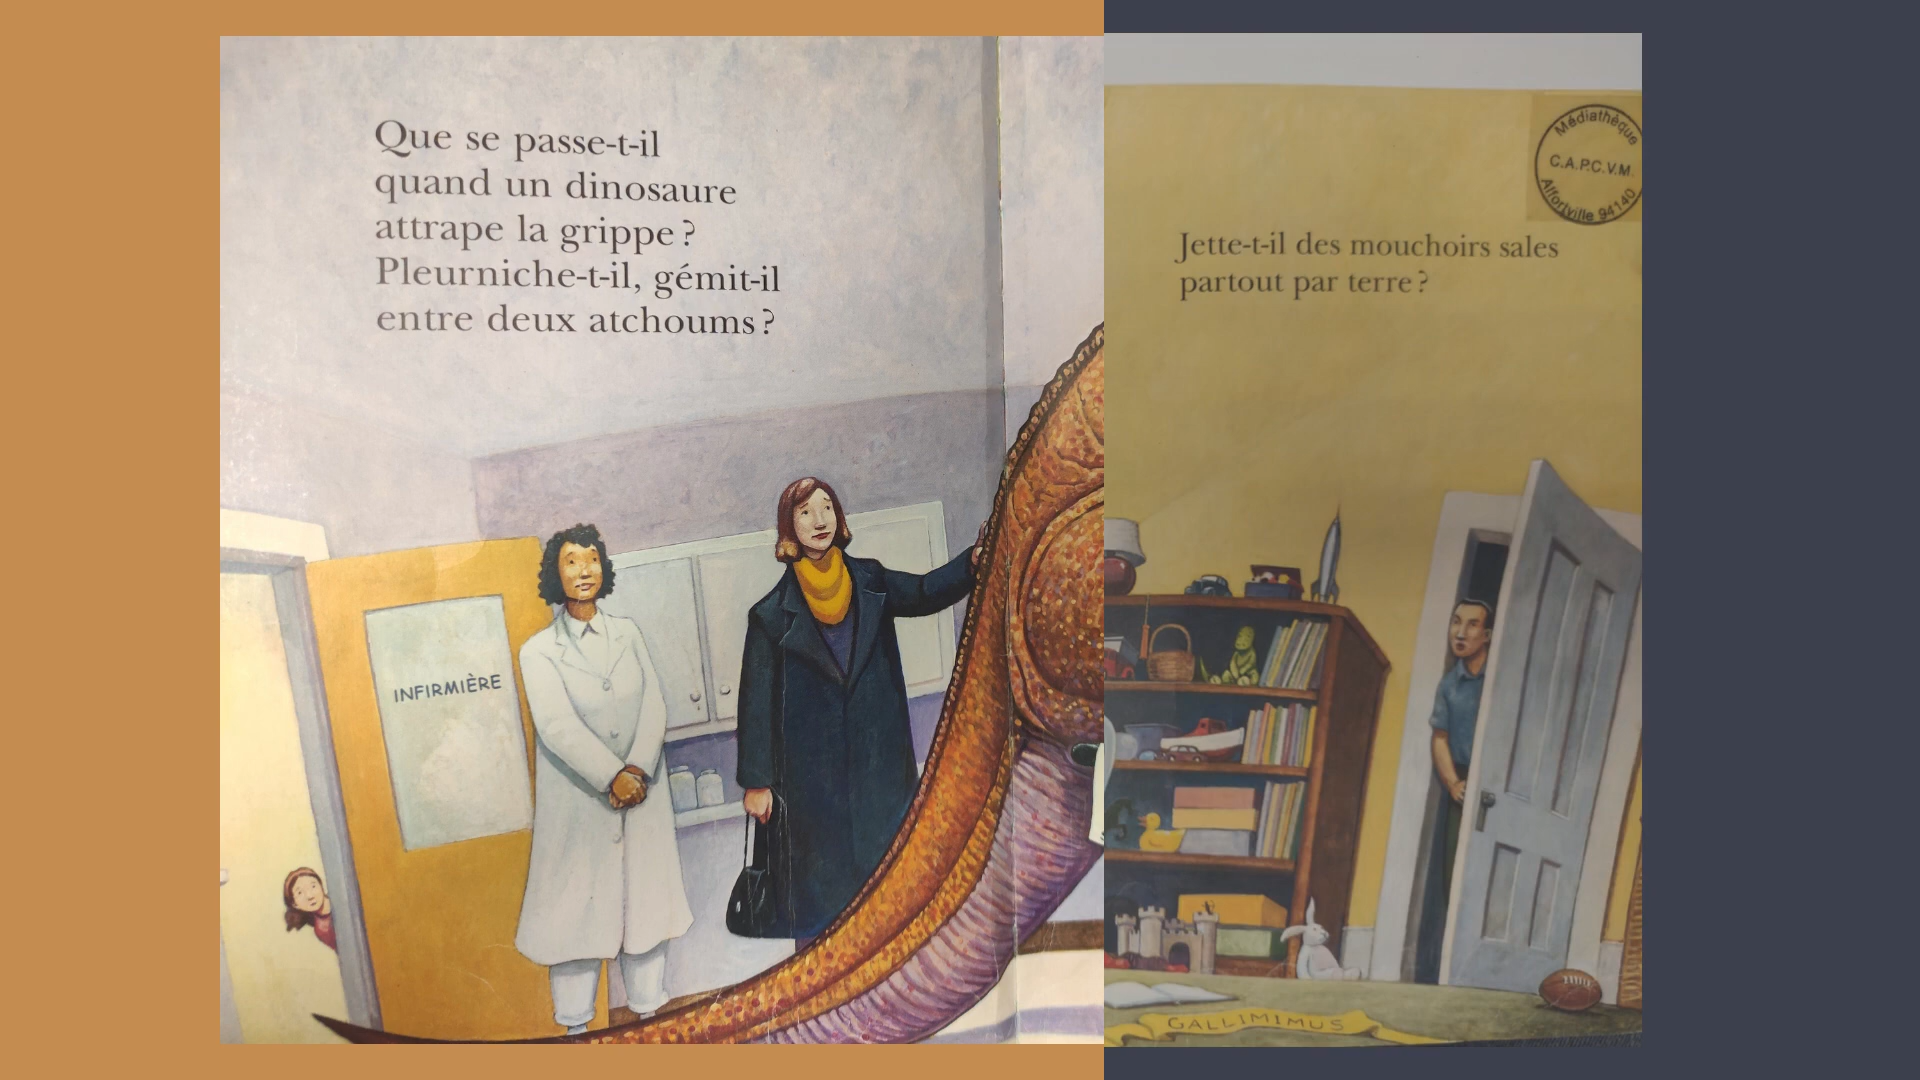 Que se passe-t-il
quand un dinosaure
attrape la grippe ?
Pleurniche-t-il, gémit-il
entre deux atchoums ?
INFIRMIÈRE
Médiathèque
C.A.P.C.V.M.
Alfortville 94140
Jette-t-il des mouchoirs sales
partout par terre ?
GALLIMIMUS